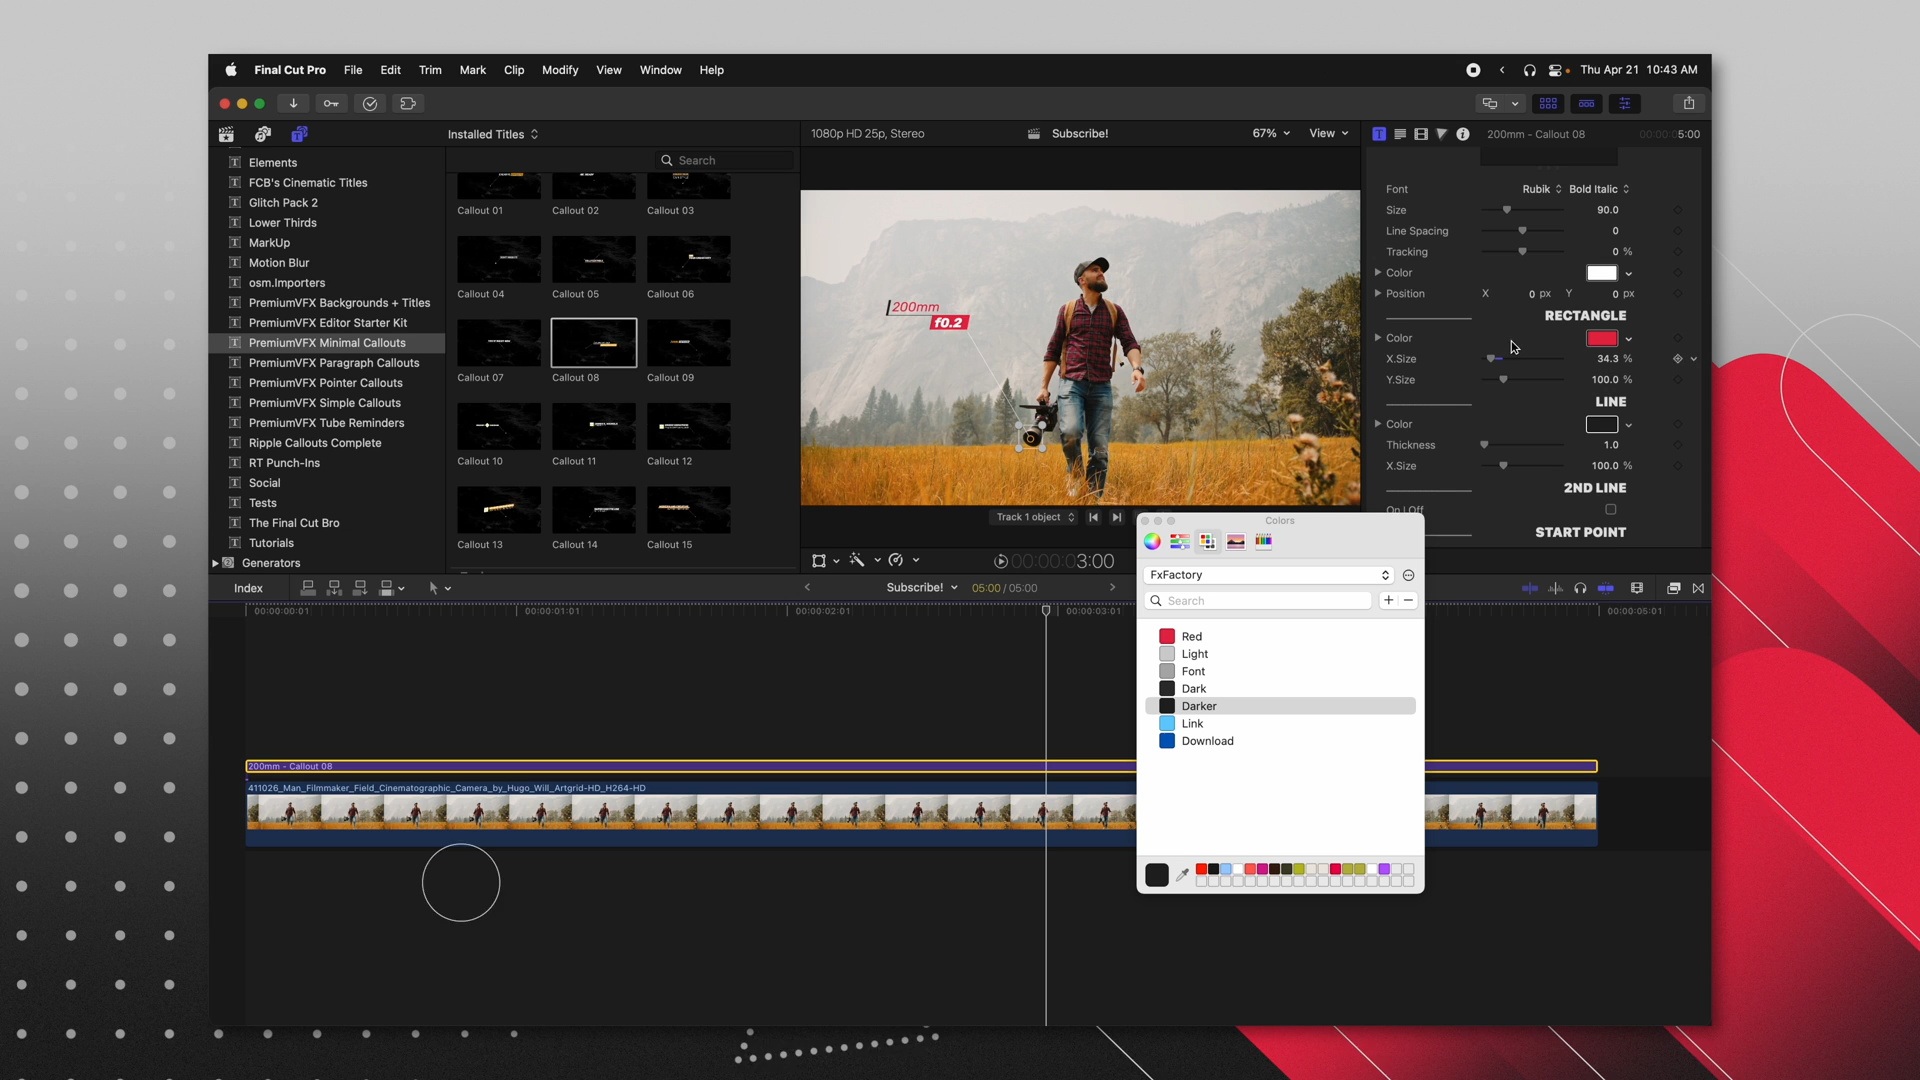 Final Cut Pro File Edit Trim Mark Clip Modify View Window Help
Thu Apr 21 10:43 AM
Installed Titles
1080p HD 25p, Stereo
Subscribe!
67%
View
200mm - Callout 08
00:00:05:00
Elements
FCB's Cinematic Titles
Glitch Pack 2
Lower Thirds
MarkUp
Motion Blur
osm.Importers
PremiumVFX Backgrounds + Titles
PremiumVFX Editor Starter Kit
PremiumVFX Minimal Callouts
PremiumVFX Paragraph Callouts
PremiumVFX Pointer Callouts
PremiumVFX Simple Callouts
PremiumVFX Tube Reminders
Ripple Callouts Complete
RT Punch-Ins
Social
Tests
The Final Cut Bro
Tutorials
Generators
Search
Callout 01 Callout 02 Callout 03
Callout 04 Callout 05 Callout 06
Callout 07 Callout 08 Callout 09
Callout 10 Callout 11 Callout 12
Callout 13 Callout 14 Callout 15
200mm
f0.2
Track 1 object
00:00:03:00
Font Rubik Bold Italic
Size 90.0
Line Spacing 0
Tracking 0 %
Color
Position X 0 px Y 0 px
RECTANGLE
Color
X.Size 34.3 %
Y.Size 100.0 %
LINE
Color
Thickness 1.0
X.Size 100.0 %
2ND LINE
On | Off
START POINT
Colors
FxFactory
Search
Red
Light
Font
Dark
Darker
Link
Download
Index
Subscribe!
05:00 / 05:00
00:00:00:01 00:00:01:01 00:00:02:01 00:00:03:01 00:00:05:01
200mm - Callout 08
411026_Man_Filmmaker_Field_Cinematographic_Camera_by_Hugo_Will_Artgrid-HD_H264-HD